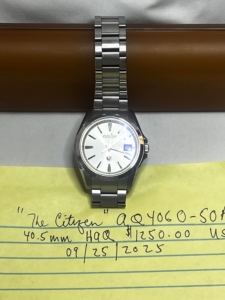 "The Citizen" AQ4060-50A
40.5mm HAQ $1250.00 US
09/25/2025